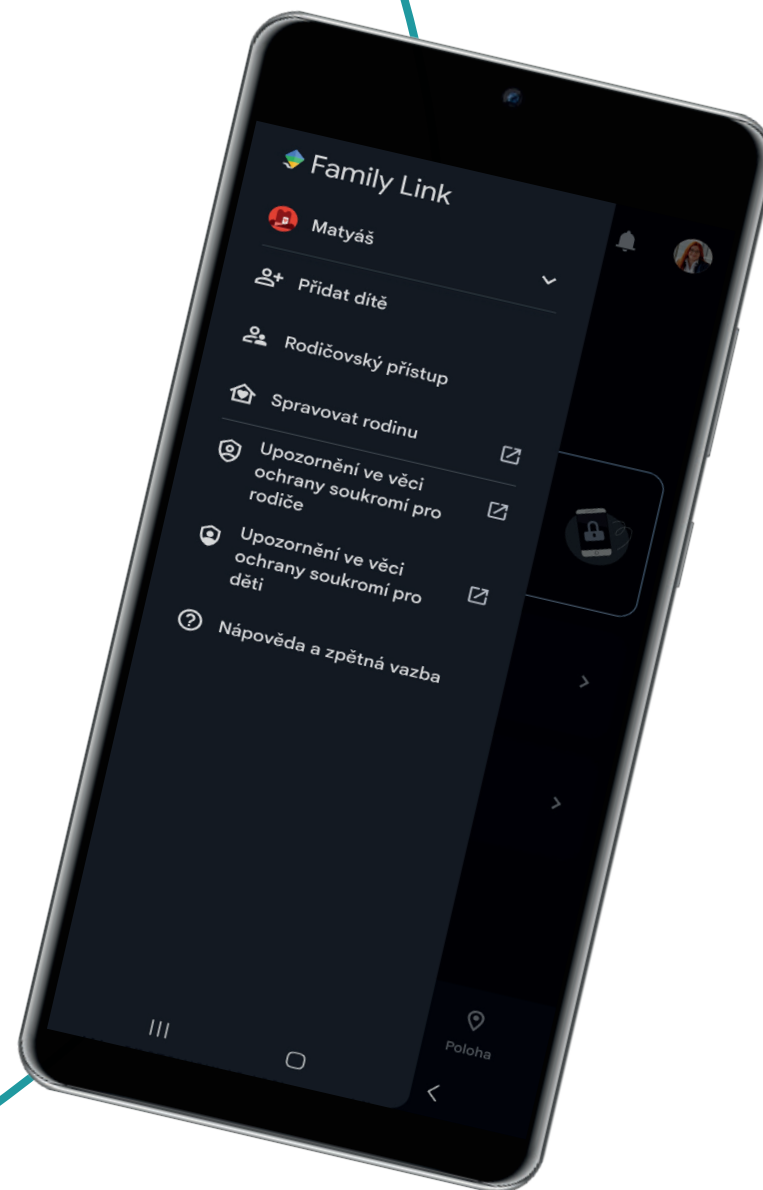 Family Link
Matyáš
Přidat dítě
Rodičovský přístup
Spravovat rodinu
Upozornění ve věci
ochrany soukromí pro
rodiče
Upozornění ve věci
ochrany soukromí pro
děti
Nápověda a zpětná vazba
Poloha